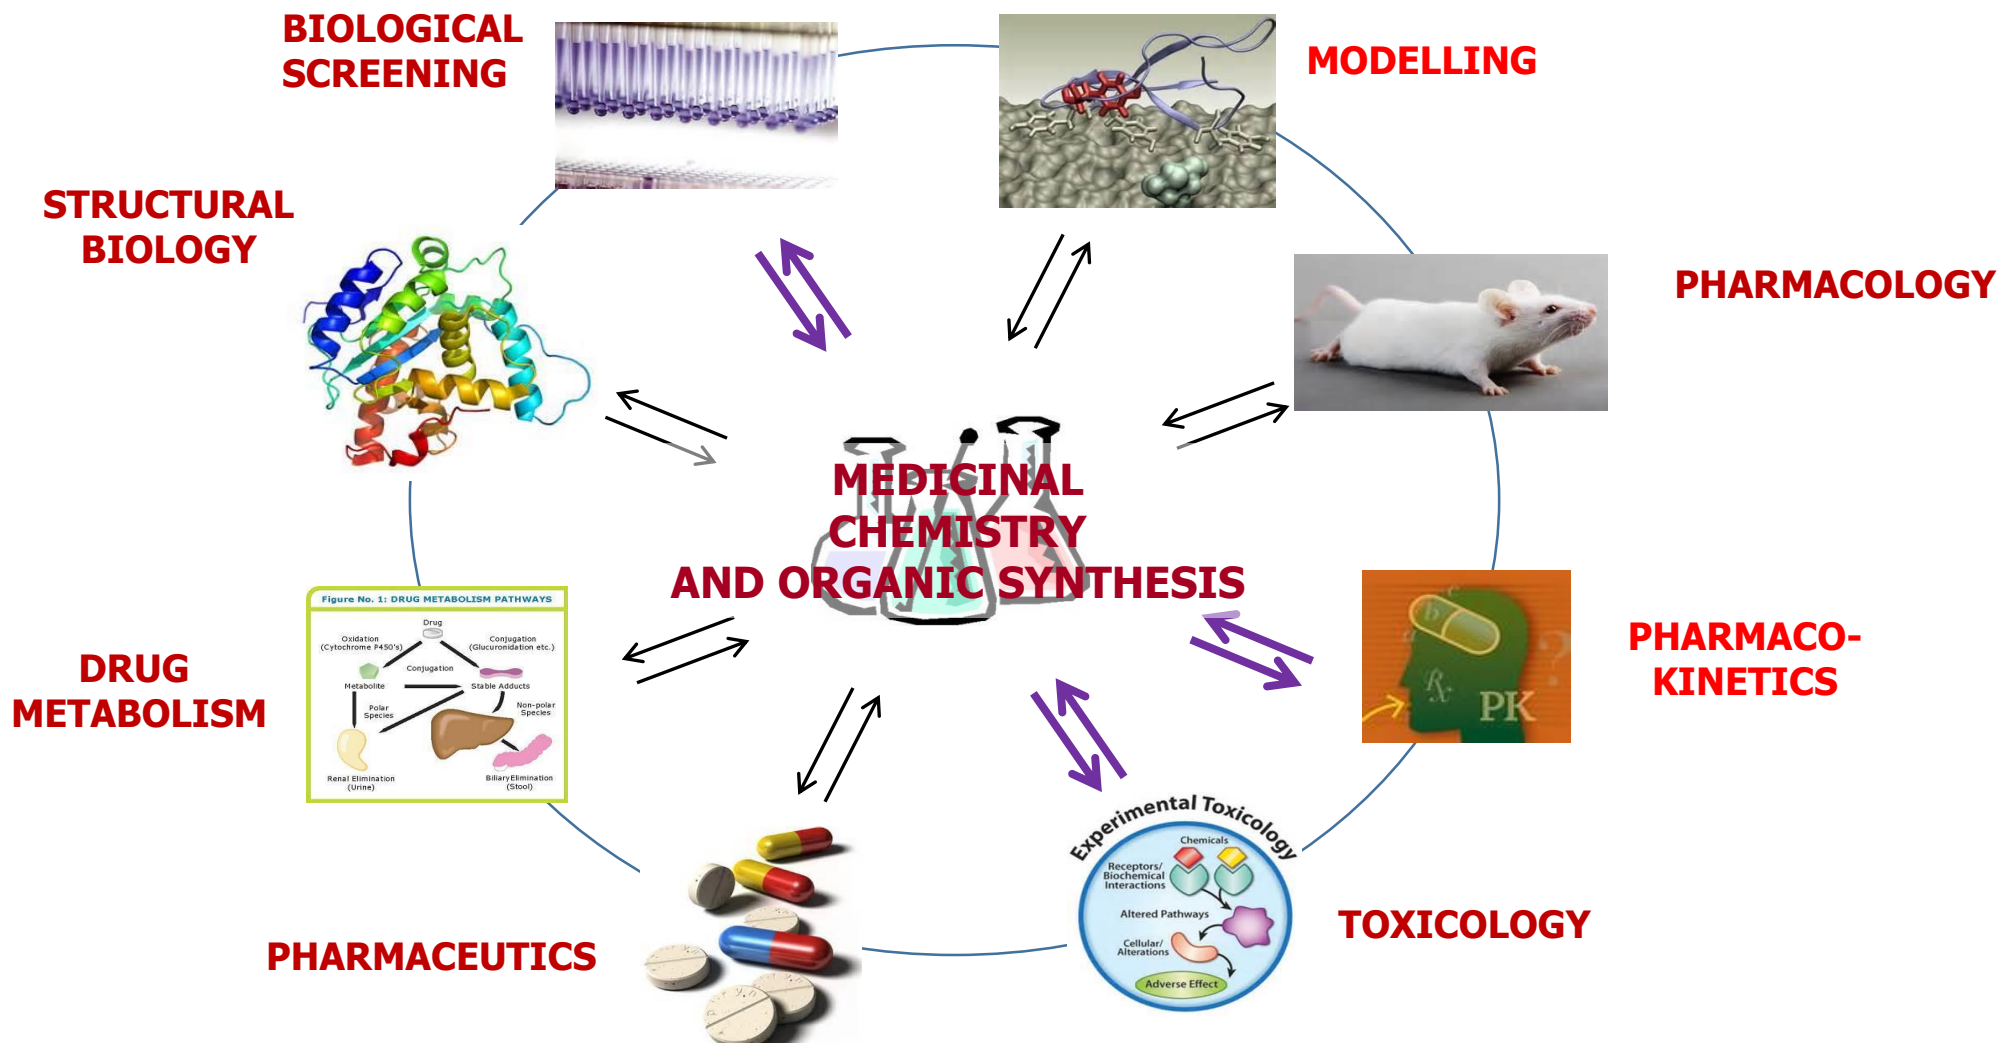 BIOLOGICAL
SCREENING
MODELLING
STRUCTURAL
BIOLOGY
PHARMACOLOGY
MEDICINAL
CHEMISTRY
AND ORGANIC SYNTHESIS
DRUG
METABOLISM
Figure No. 1: DRUG METABOLISM PATHWAYS
Drug
Oxidation
(Cytochrome P450's)
Conjugation
(Glucuronidation etc.)
Conjugation
Metabolite
Stable Adducts
Polar
Species
Non-polar
Species
Renal Elimination
(Urine)
Biliary Elimination
(Stool)
PHARMACO-
KINETICS
a
b
c
Rx
?
PK
PHARMACEUTICS
TOXICOLOGY
Experimental Toxicology
Chemicals
Receptors/
Biochemical
Interactions
Altered Pathways
Cellular/
Alterations
Adverse Effect